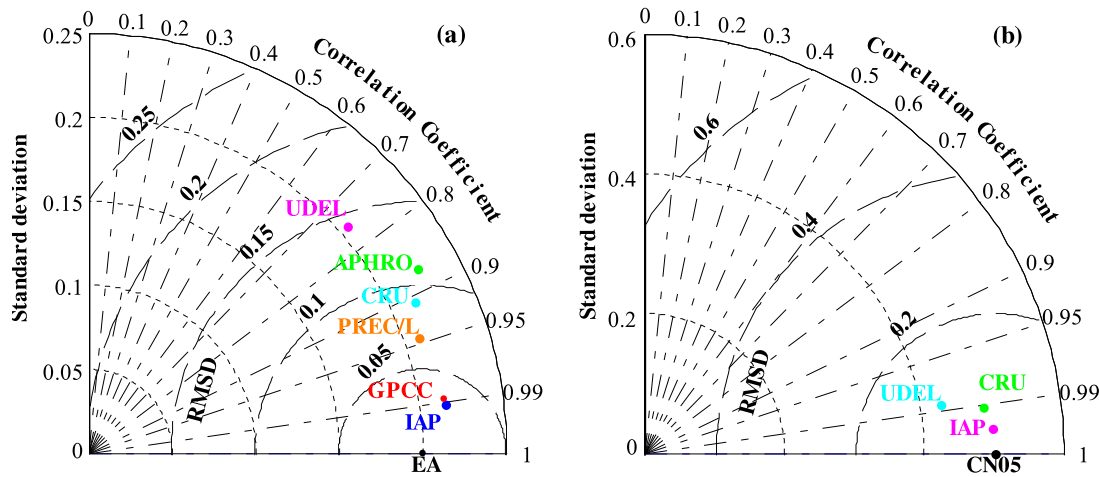 (a)
Correlation Coefficient
Standard deviation
0 0.1 0.2 0.3 0.4 0.5 0.6 0.7 0.8 0.9 0.95 0.99 1
0.25
0.2
0.15
0.1
0.05
0
0.25
0.2
0.15
0.1
0.05
RMSD
UDEL
APHRO
CRU
PREC/L
GPCC
IAP
EA
(b)
Correlation Coefficient
Standard deviation
0 0.1 0.2 0.3 0.4 0.5 0.6 0.7 0.8 0.9 0.95 0.99 1
0.6
0.4
0.2
0
0.6
0.4
0.2
RMSD
UDEL
CRU
IAP
CN05